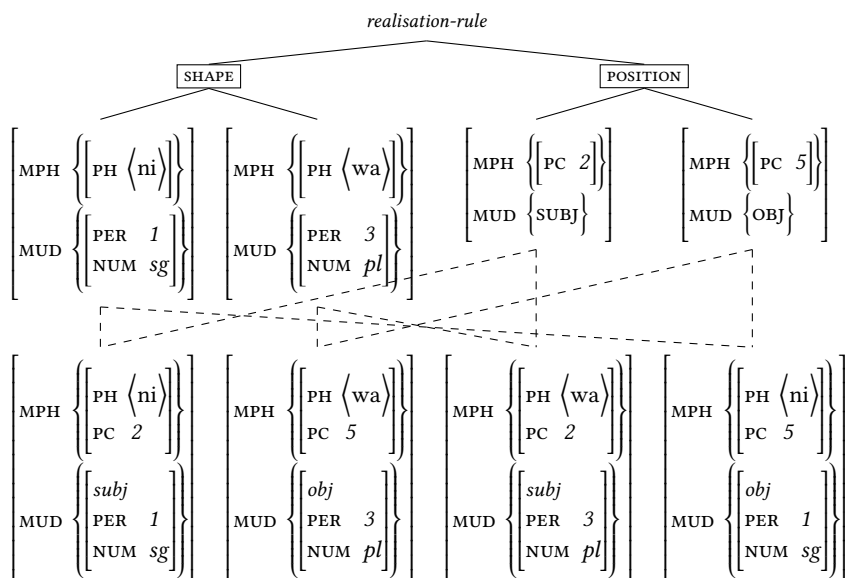 realisation-rule
SHAPE POSITION
[MPH {[PH ⟨ni⟩]} [MPH {[PH ⟨wa⟩]} [MPH {[PC 2]} [MPH {[PC 5]}
MUD {[PER 1 NUM sg]}] MUD {[PER 3 NUM pl]}] MUD {SUBJ}] MUD {OBJ}]
[MPH {[PH ⟨ni⟩ PC 2]} [MPH {[PH ⟨wa⟩ PC 5]} [MPH {[PH ⟨wa⟩ PC 2]} [MPH {[PH ⟨ni⟩ PC 5]}
MUD {[subj PER 1 NUM sg]}] MUD {[obj PER 3 NUM pl]}] MUD {[subj PER 3 NUM pl]}] MUD {[obj PER 1 NUM sg]}]